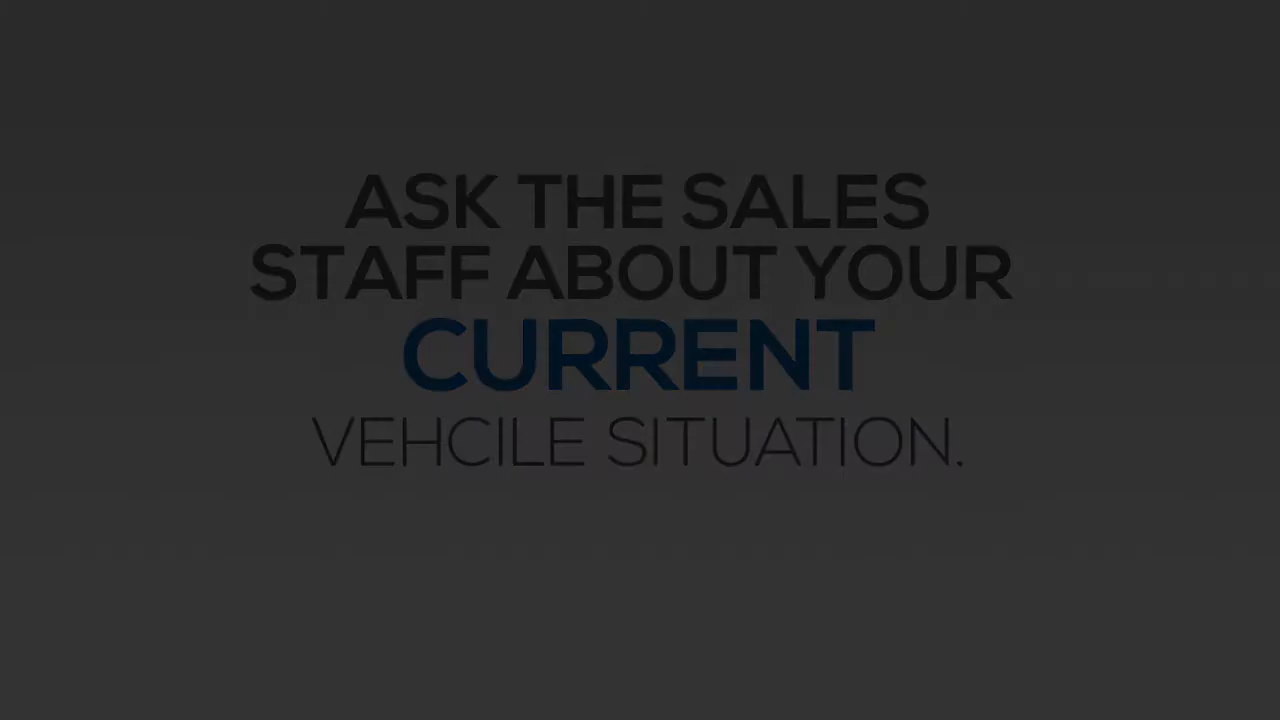 ASK THE SALES
STAFF ABOUT YOUR
CURRENT
VEHCILE SITUATION.